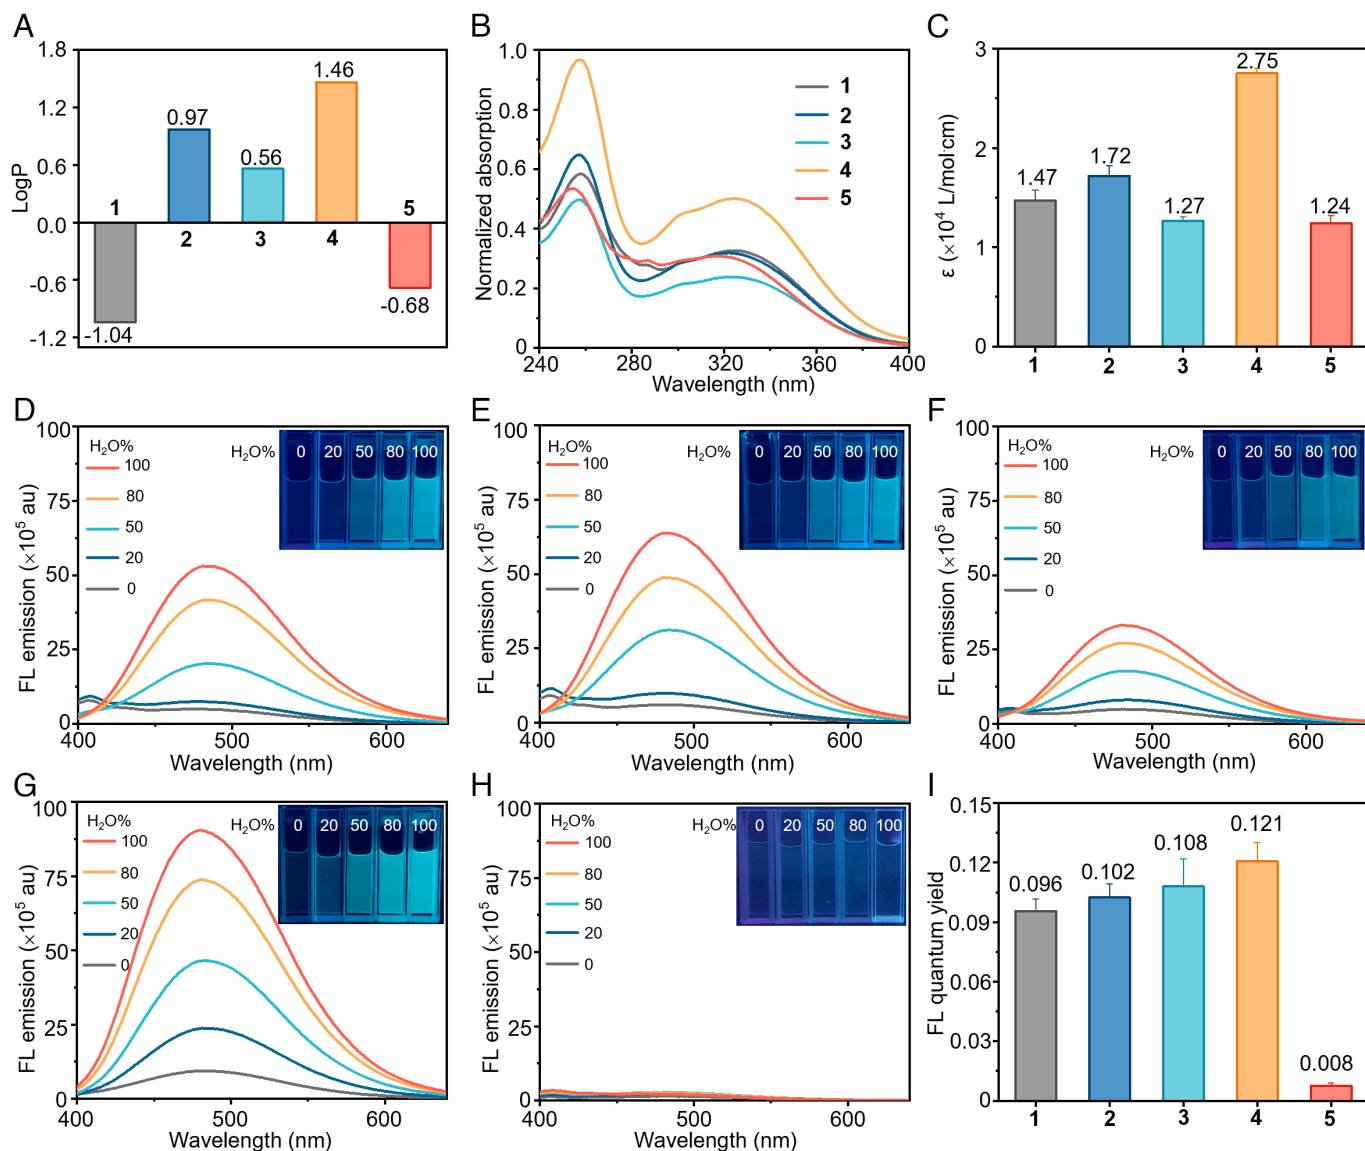 A
1.8
1.2
0.6
0.0
-0.6
-1.2
LogP
1
2
3
4
5
-1.04
0.97
0.56
1.46
-0.68
B
1.0
0.8
0.6
0.4
0.2
0
Normalized absorption
1
2
3
4
5
240 280 320 360 400
Wavelength (nm)
C
3
2
1
0
ε (×10⁴ L/mol·cm)
1.47
1.72
1.27
2.75
1.24
1 2 3 4 5
D
100
75
50
25
0
FL emission (×10⁵ au)
H₂O%
100
80
50
20
0
H₂O% 0 20 50 80 100
400 500 600
Wavelength (nm)
E
100
75
50
25
0
FL emission (×10⁵ au)
H₂O%
100
80
50
20
0
H₂O% 0 20 50 80 100
400 500 600
Wavelength (nm)
F
100
75
50
25
0
FL emission (×10⁵ au)
H₂O%
100
80
50
20
0
H₂O% 0 20 50 80 100
400 500 600
Wavelength (nm)
G
100
75
50
25
0
FL emission (×10⁵ au)
H₂O%
100
80
50
20
0
H₂O% 0 20 50 80 100
400 500 600
Wavelength (nm)
H
100
75
50
25
0
FL emission (×10⁵ au)
H₂O%
100
80
50
20
0
H₂O% 0 20 50 80 100
400 500 600
Wavelength (nm)
I
0.15
0.12
0.09
0.06
0.03
0
FL quantum yield
0.096
0.102
0.108
0.121
0.008
1 2 3 4 5